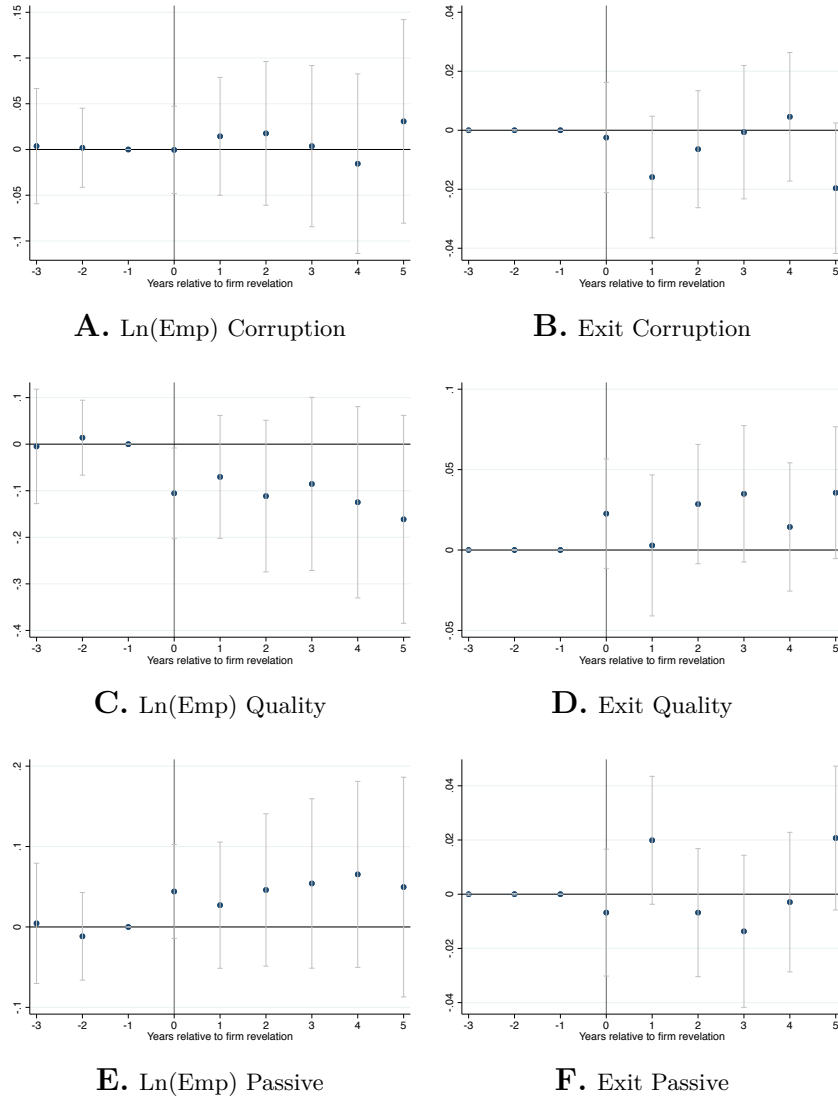 .15
.1
.05
0
-.05
-.1
-3 -2 -1 0 1 2 3 4 5
Years relative to firm revelation
A. Ln(Emp) Corruption
.04
.02
0
-.02
-.04
-3 -2 -1 0 1 2 3 4 5
Years relative to firm revelation
B. Exit Corruption
.1
0
-.1
-.2
-.3
-.4
-3 -2 -1 0 1 2 3 4 5
Years relative to firm revelation
C. Ln(Emp) Quality
.1
.05
0
-.05
-3 -2 -1 0 1 2 3 4 5
Years relative to firm revelation
D. Exit Quality
.2
.1
0
-.1
-3 -2 -1 0 1 2 3 4 5
Years relative to firm revelation
E. Ln(Emp) Passive
.04
.02
0
-.02
-.04
-3 -2 -1 0 1 2 3 4 5
Years relative to firm revelation
F. Exit Passive